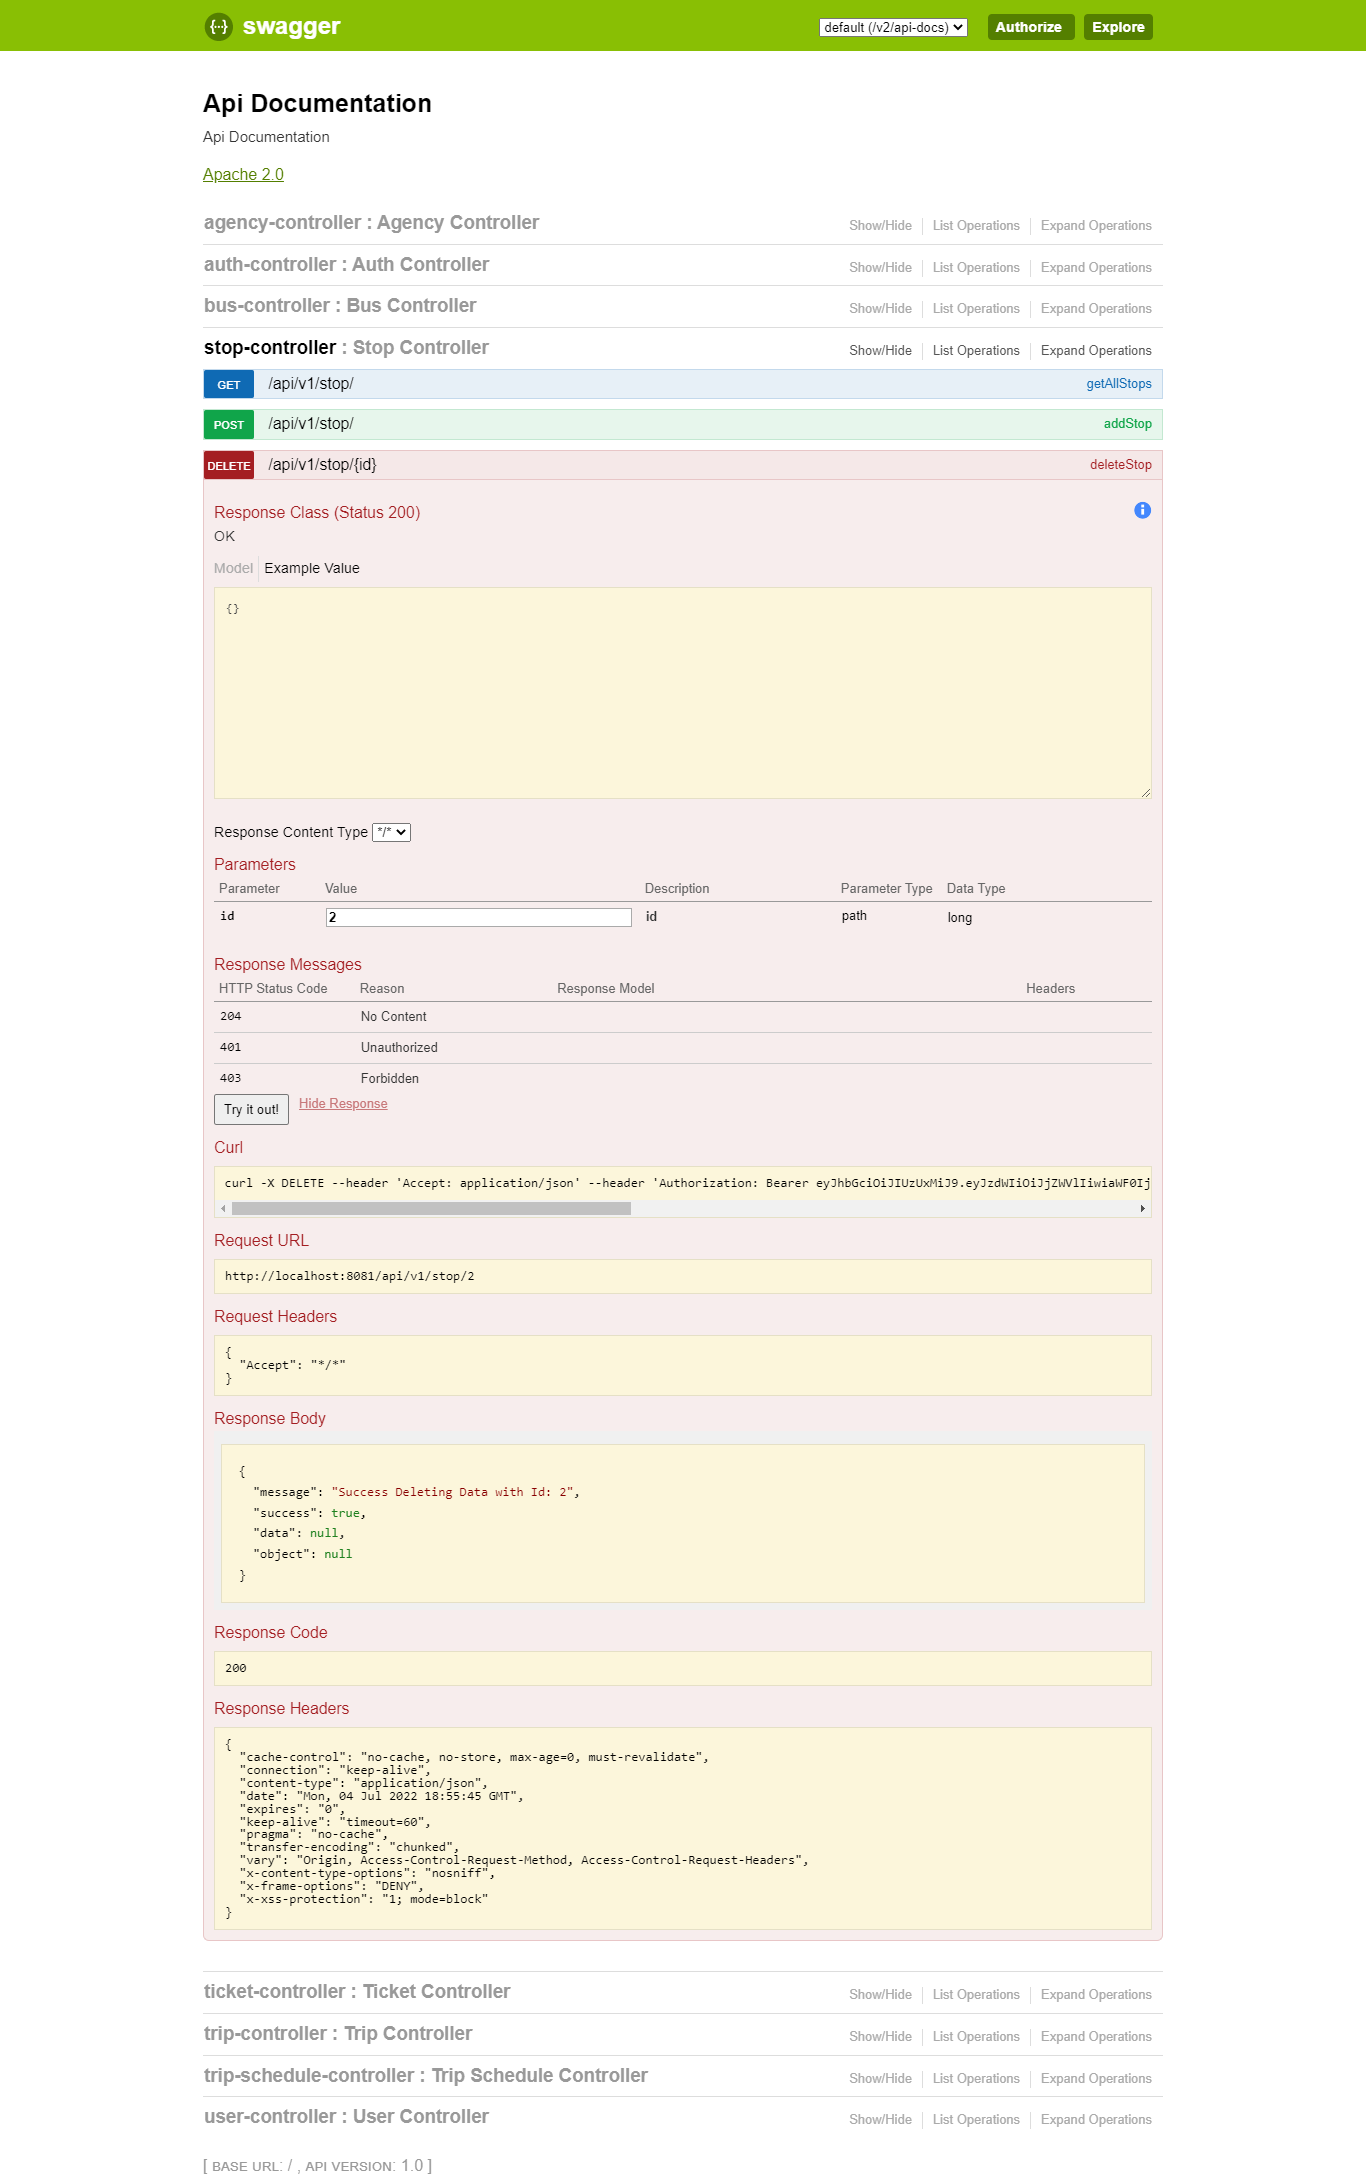 swagger
default (/v2/api-docs)
Authorize
Explore
Api Documentation
Api Documentation
Apache 2.0
agency-controller : Agency Controller
Show/Hide
List Operations
Expand Operations
auth-controller : Auth Controller
Show/Hide
List Operations
Expand Operations
bus-controller : Bus Controller
Show/Hide
List Operations
Expand Operations
stop-controller : Stop Controller
Show/Hide
List Operations
Expand Operations
GET /api/v1/stop/ getAllStops
POST /api/v1/stop/ addStop
DELETE /api/v1/stop/{id} deleteStop
Response Class (Status 200)
OK
Model Example Value
{}
Response Content Type */*
Parameters
Parameter Value Description Parameter Type Data Type
id 2 id path long
Response Messages
HTTP Status Code Reason Response Model Headers
204 No Content
401 Unauthorized
403 Forbidden
Try it out! Hide Response
Curl
curl -X DELETE --header 'Accept: application/json' --header 'Authorization: Bearer eyJhbGciOiJIUzUxMiJ9.eyJzdWIiOiJjZWVlIiwiaWF0Ij
Request URL
http://localhost:8081/api/v1/stop/2
Request Headers
{
"Accept": "*/*"
}
Response Body
{
"message": "Success Deleting Data with Id: 2",
"success": true,
"data": null,
"object": null
}
Response Code
200
Response Headers
{
"cache-control": "no-cache, no-store, max-age=0, must-revalidate",
"connection": "keep-alive",
"content-type": "application/json",
"date": "Mon, 04 Jul 2022 18:55:45 GMT",
"expires": "0",
"keep-alive": "timeout=60",
"pragma": "no-cache",
"transfer-encoding": "chunked",
"vary": "Origin, Access-Control-Request-Method, Access-Control-Request-Headers",
"x-content-type-options": "nosniff",
"x-frame-options": "DENY",
"x-xss-protection": "1; mode=block"
}
ticket-controller : Ticket Controller
Show/Hide
List Operations
Expand Operations
trip-controller : Trip Controller
Show/Hide
List Operations
Expand Operations
trip-schedule-controller : Trip Schedule Controller
Show/Hide
List Operations
Expand Operations
user-controller : User Controller
Show/Hide
List Operations
Expand Operations
[ BASE URL: / , API VERSION: 1.0 ]